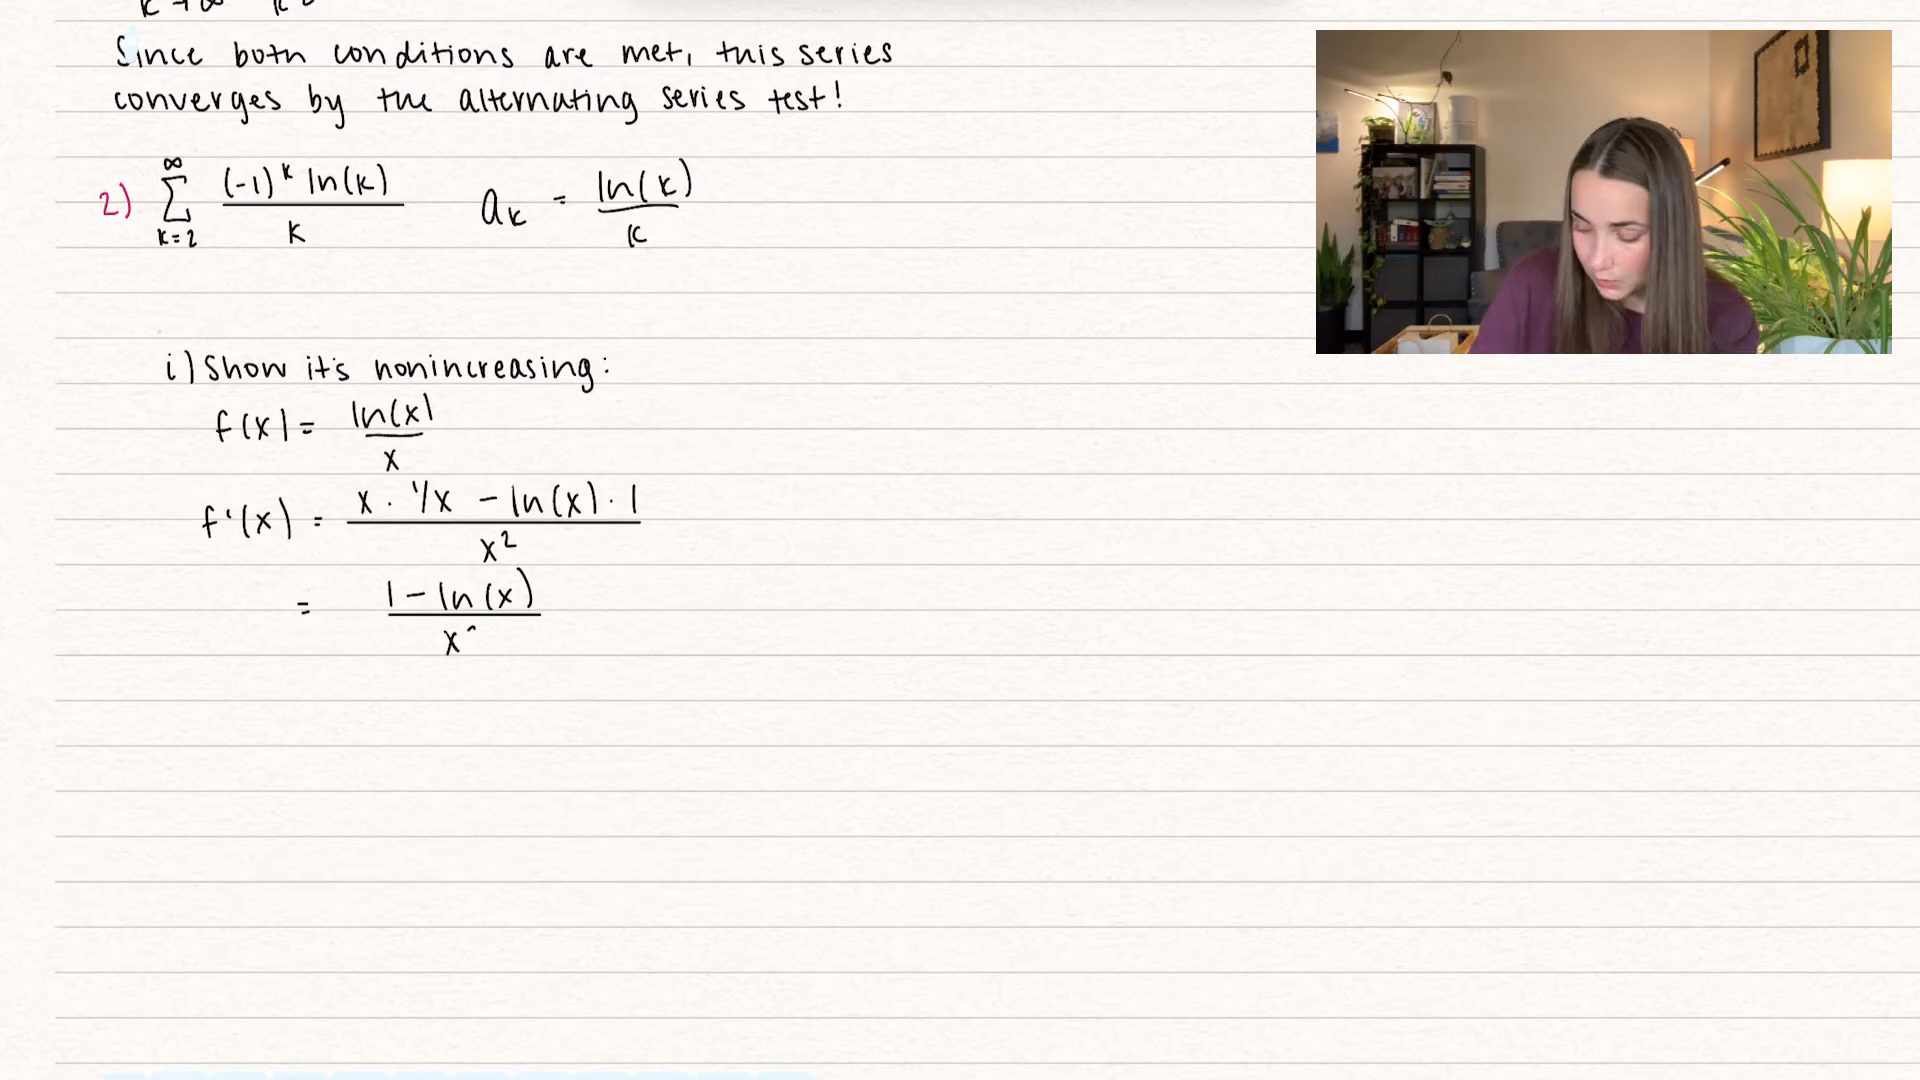 Since both conditions are met, this series
converges by the alternating series test!
2) ∞ Σ k=2 (-1)^k ln(k) / k    a_k = ln(k) / k
i) Show it's nonincreasing:
f(x) = ln(x) / x
f'(x) = x · 1/x - ln(x) · 1 / x^2
= 1 - ln(x) / x